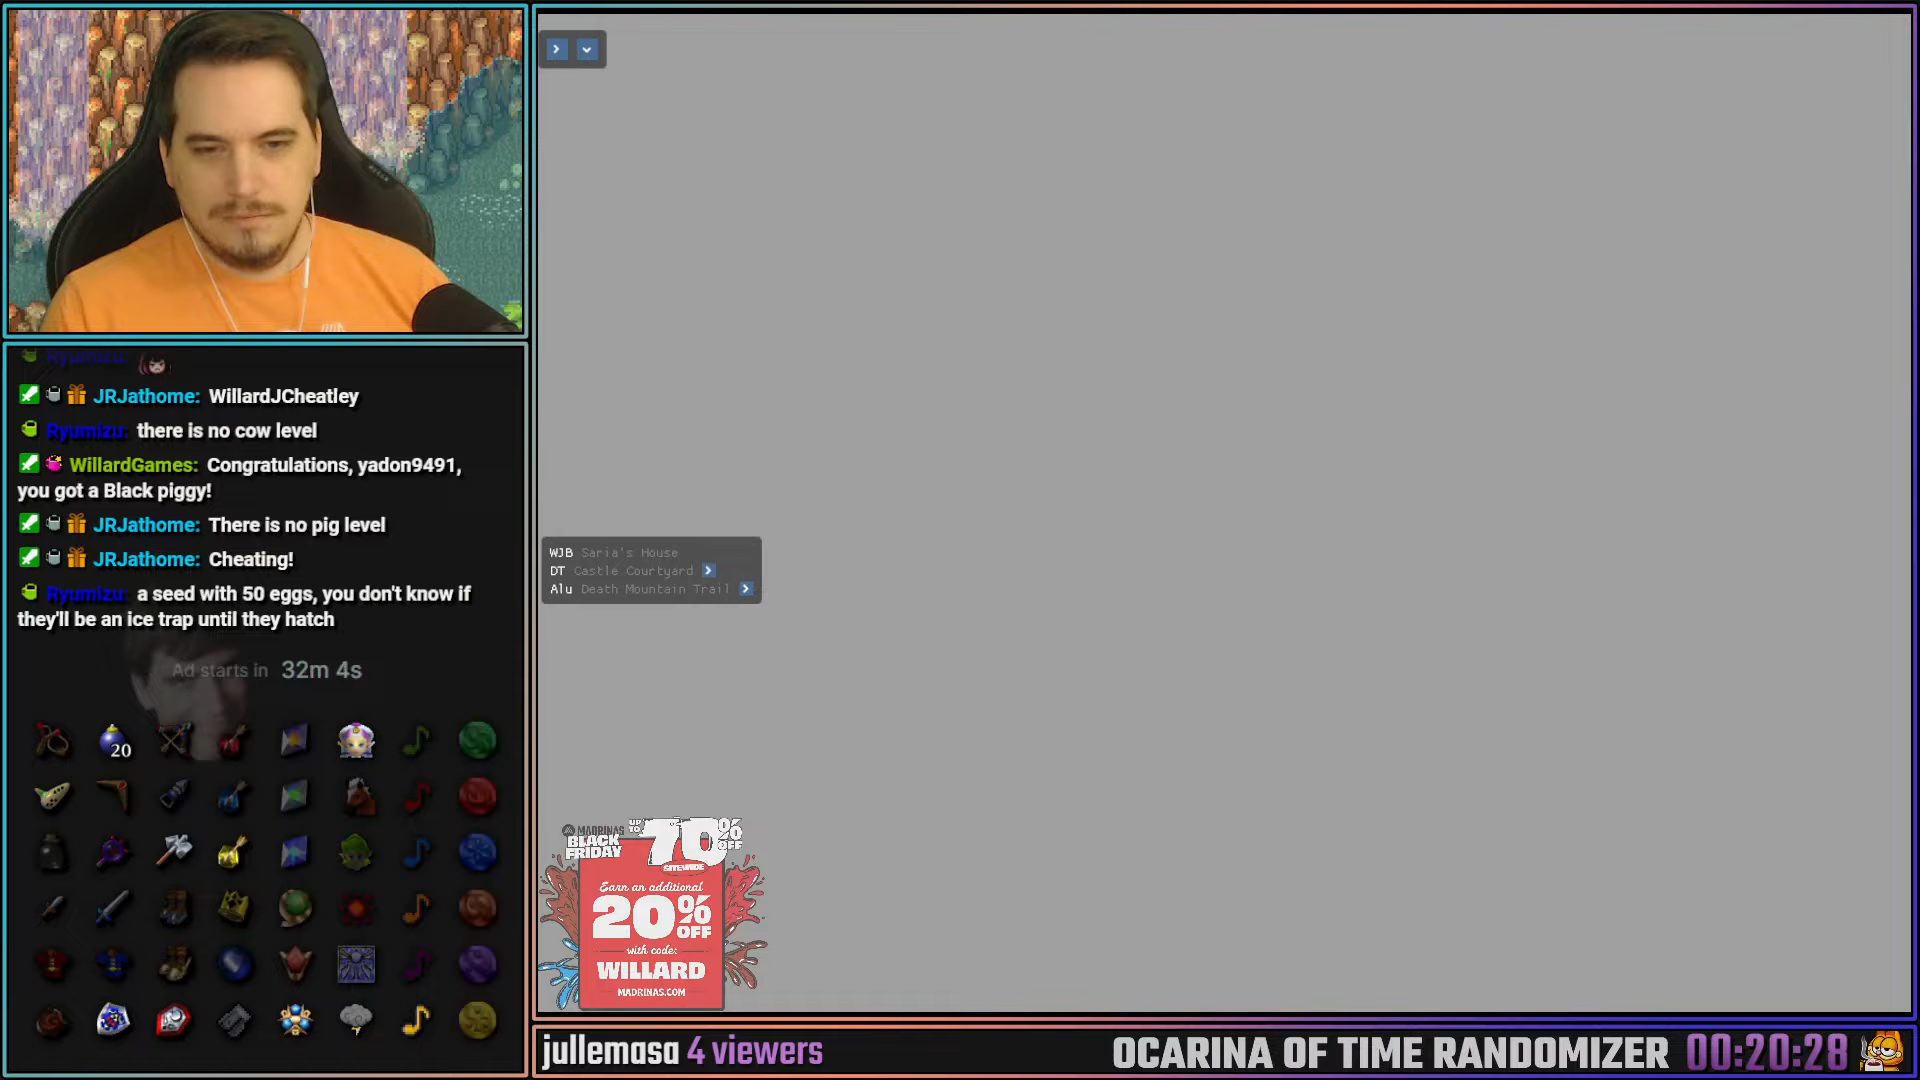 Ryumizu:
JRJathome: WillardJCheatley
Ryumizu: there is no cow level
WillardGames: Congratulations, yadon9491,
you got a Black piggy!
JRJathome: There is no pig level
JRJathome: Cheating!
Ryumizu: a seed with 50 eggs, you don't know if
they'll be an ice trap until they hatch
Ad starts in 32m 4s
20
WJB Saria's House
DT Castle Courtyard
Alu Death Mountain Trail
MADRINAS
BLACK
FRIDAY
UP TO 70% OFF
SITEWIDE
Earn an additional
20% OFF
with code:
WILLARD
MADRINAS.COM
jullemasa 4 viewers
OCARINA OF TIME RANDOMIZER 00:20:28